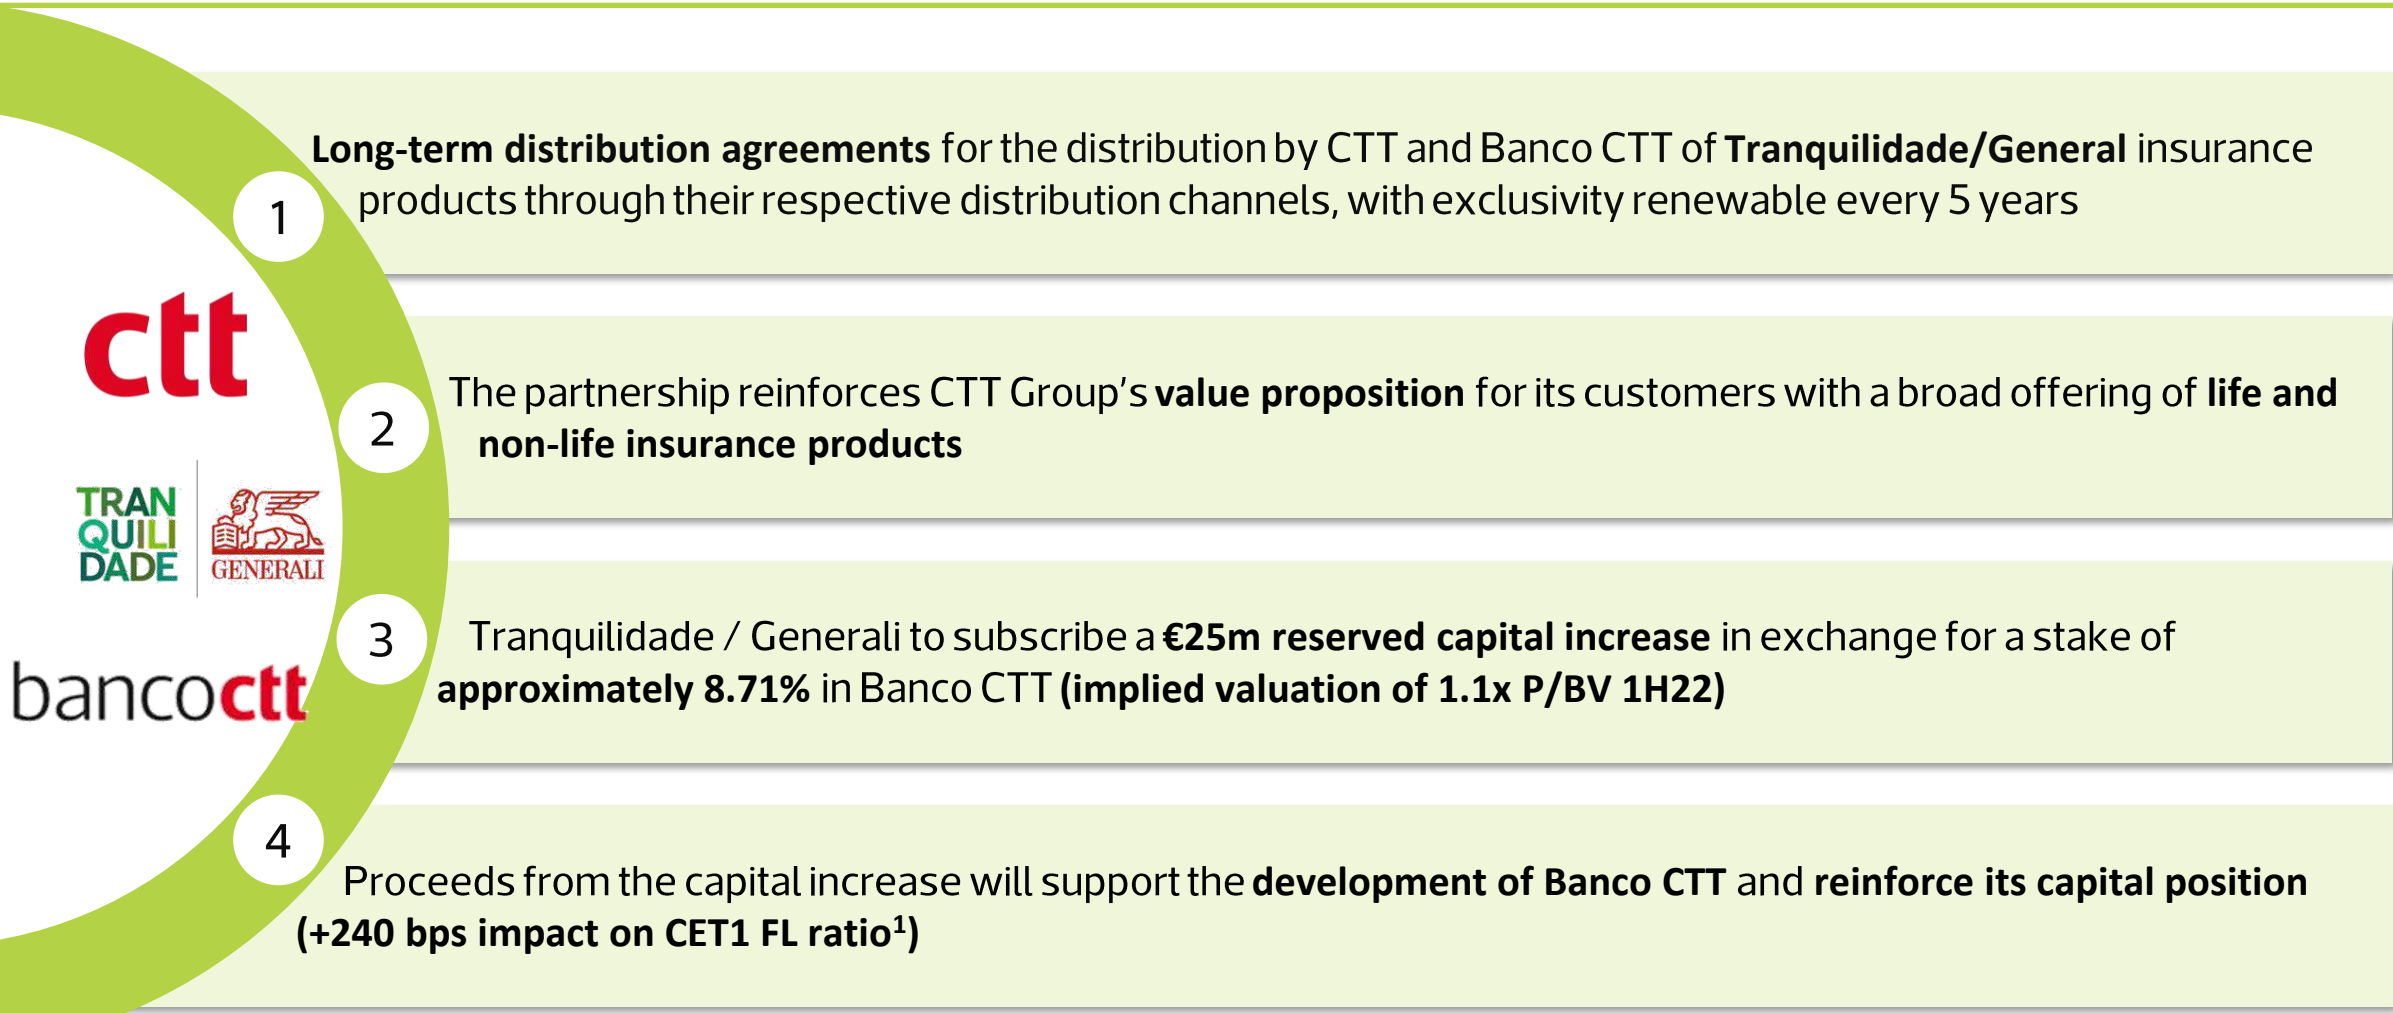 Long-term distribution agreements for the distribution by CTT and Banco CTT of Tranquilidade/General insurance
products through their respective distribution channels, with exclusivity renewable every 5 years
1
ctt
The partnership reinforces CTT Group's value proposition for its customers with a broad offering of life and
non-life insurance products
2
TRAN
QUILI
DADE
GENERALI
Tranquilidade / Generali to subscribe a €25m reserved capital increase in exchange for a stake of
approximately 8.71% in Banco CTT (implied valuation of 1.1x P/BV 1H22)
3
bancoctt
4
Proceeds from the capital increase will support the development of Banco CTT and reinforce its capital position
(+240 bps impact on CET1 FL ratio¹)